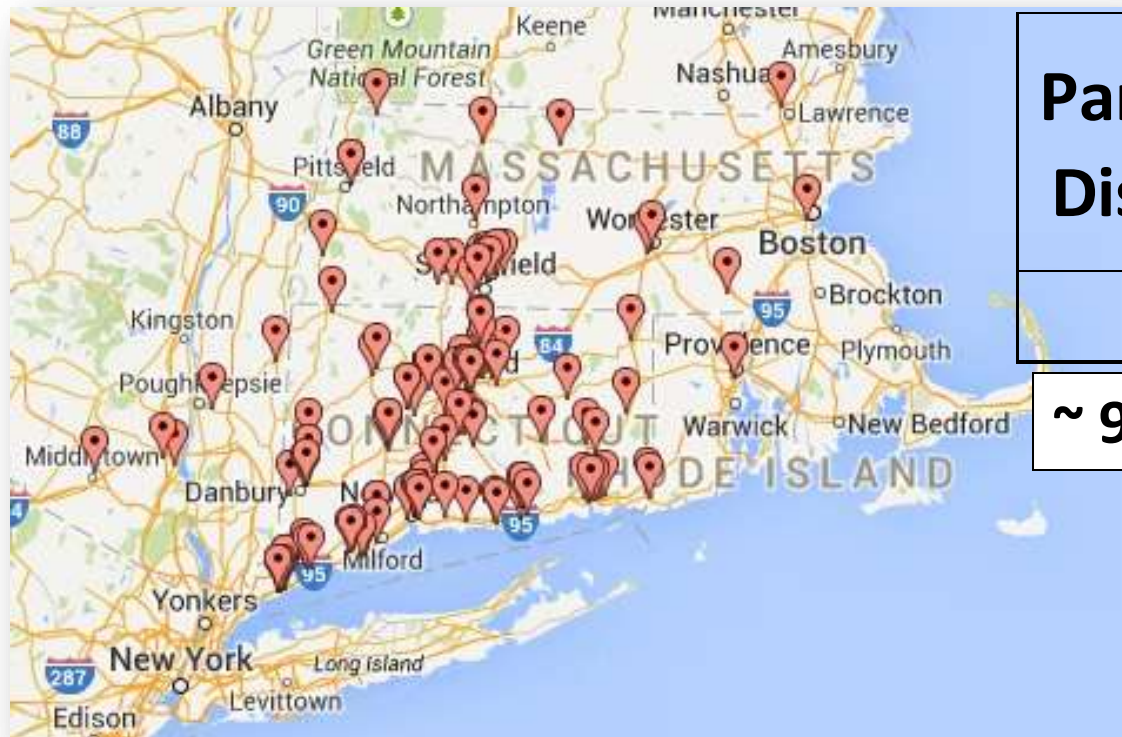 Manchester
Keene
Green Mountain
National Forest
Amesbury
Nashua
Albany
Lawrence
88
Pittsfield
MASSACHUSETTS
90
Northampton
Worcester
Boston
Springfield
Brockton
95
Kingston
84
Providence
Plymouth
Poughkeepsie
CONNECTICUT
Warwick
New Bedford
Middletown
RHODE ISLAND
Danbury
4
95
Milford
95
Yonkers
New York
Long Island
287
Levittown
Edison
Par
Dis
~ 9